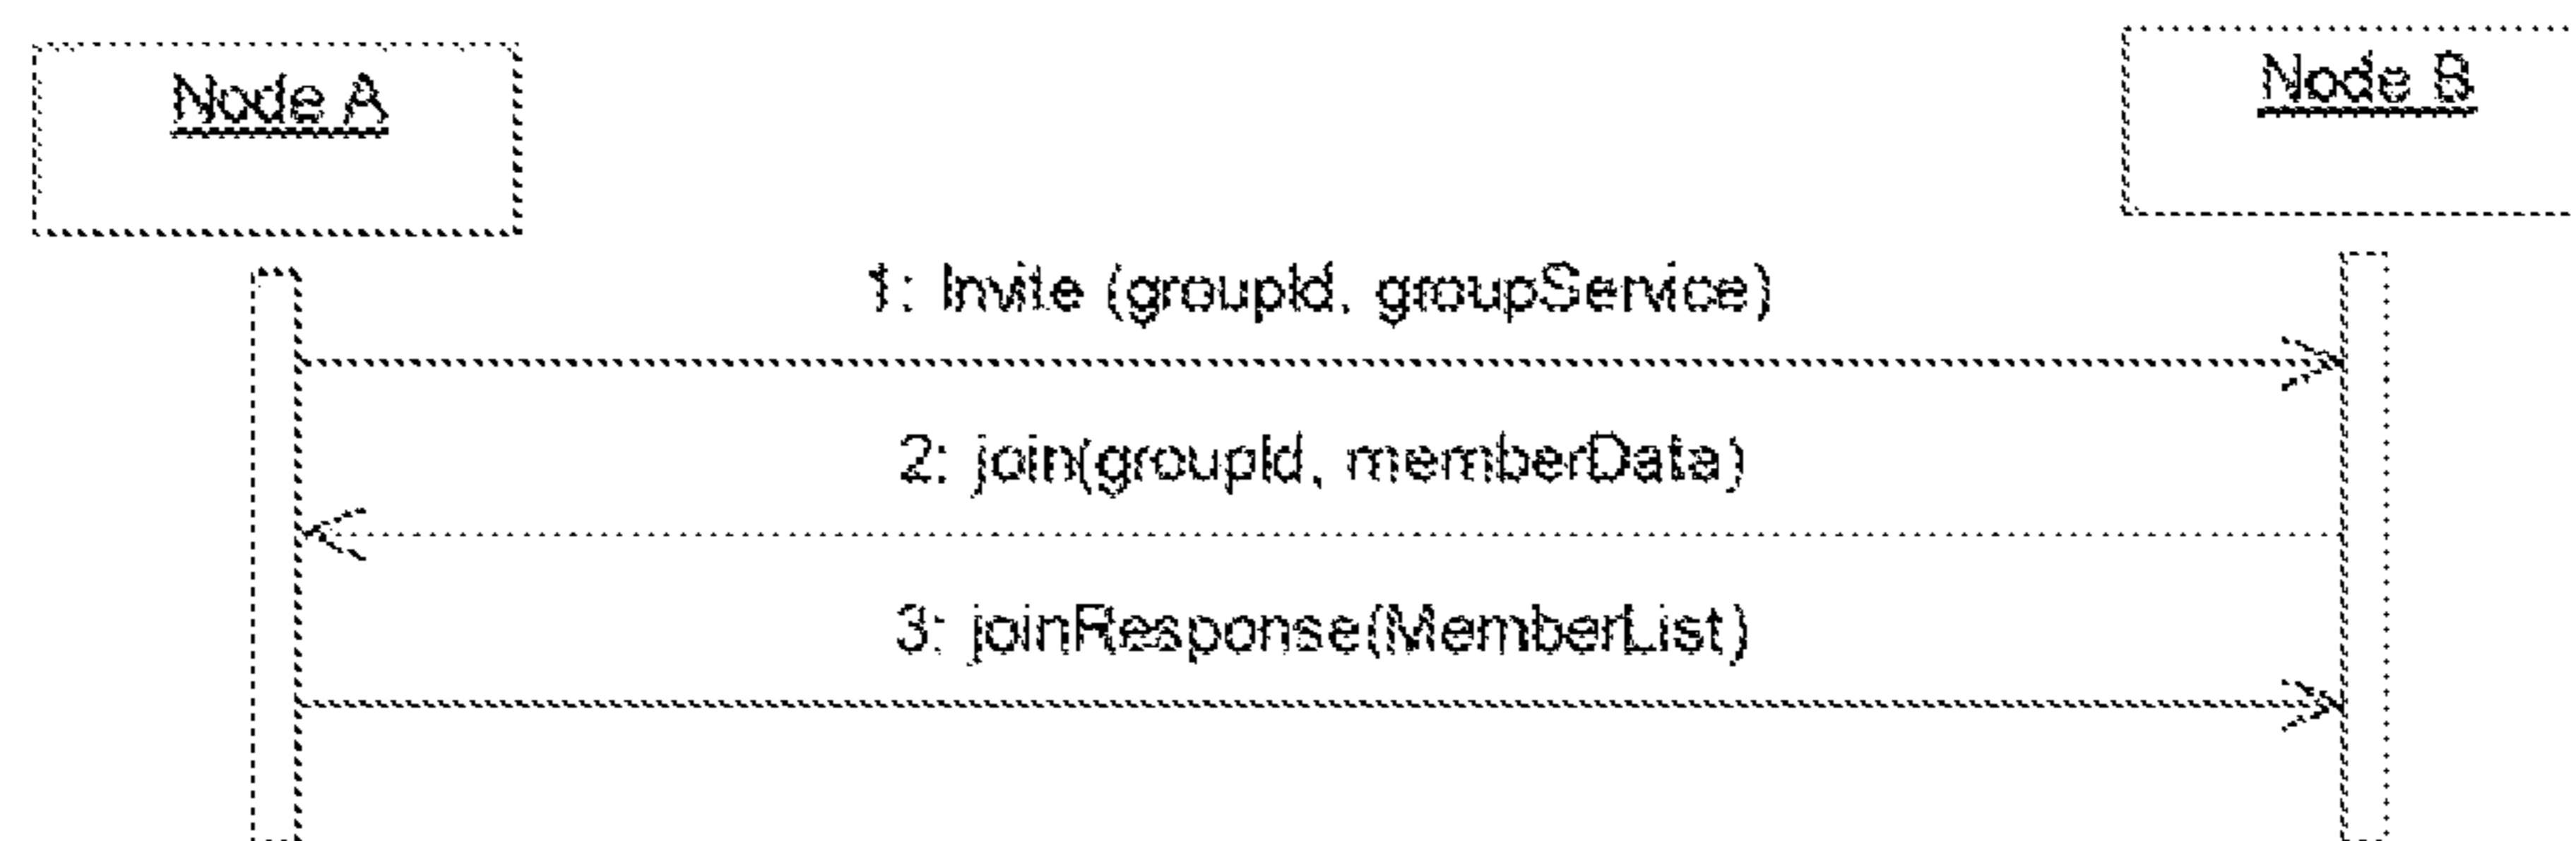 Node A
Node B
1: Invite (groupId, groupService)
2: join(groupId, memberData)
3: joinResponse(MemberList)